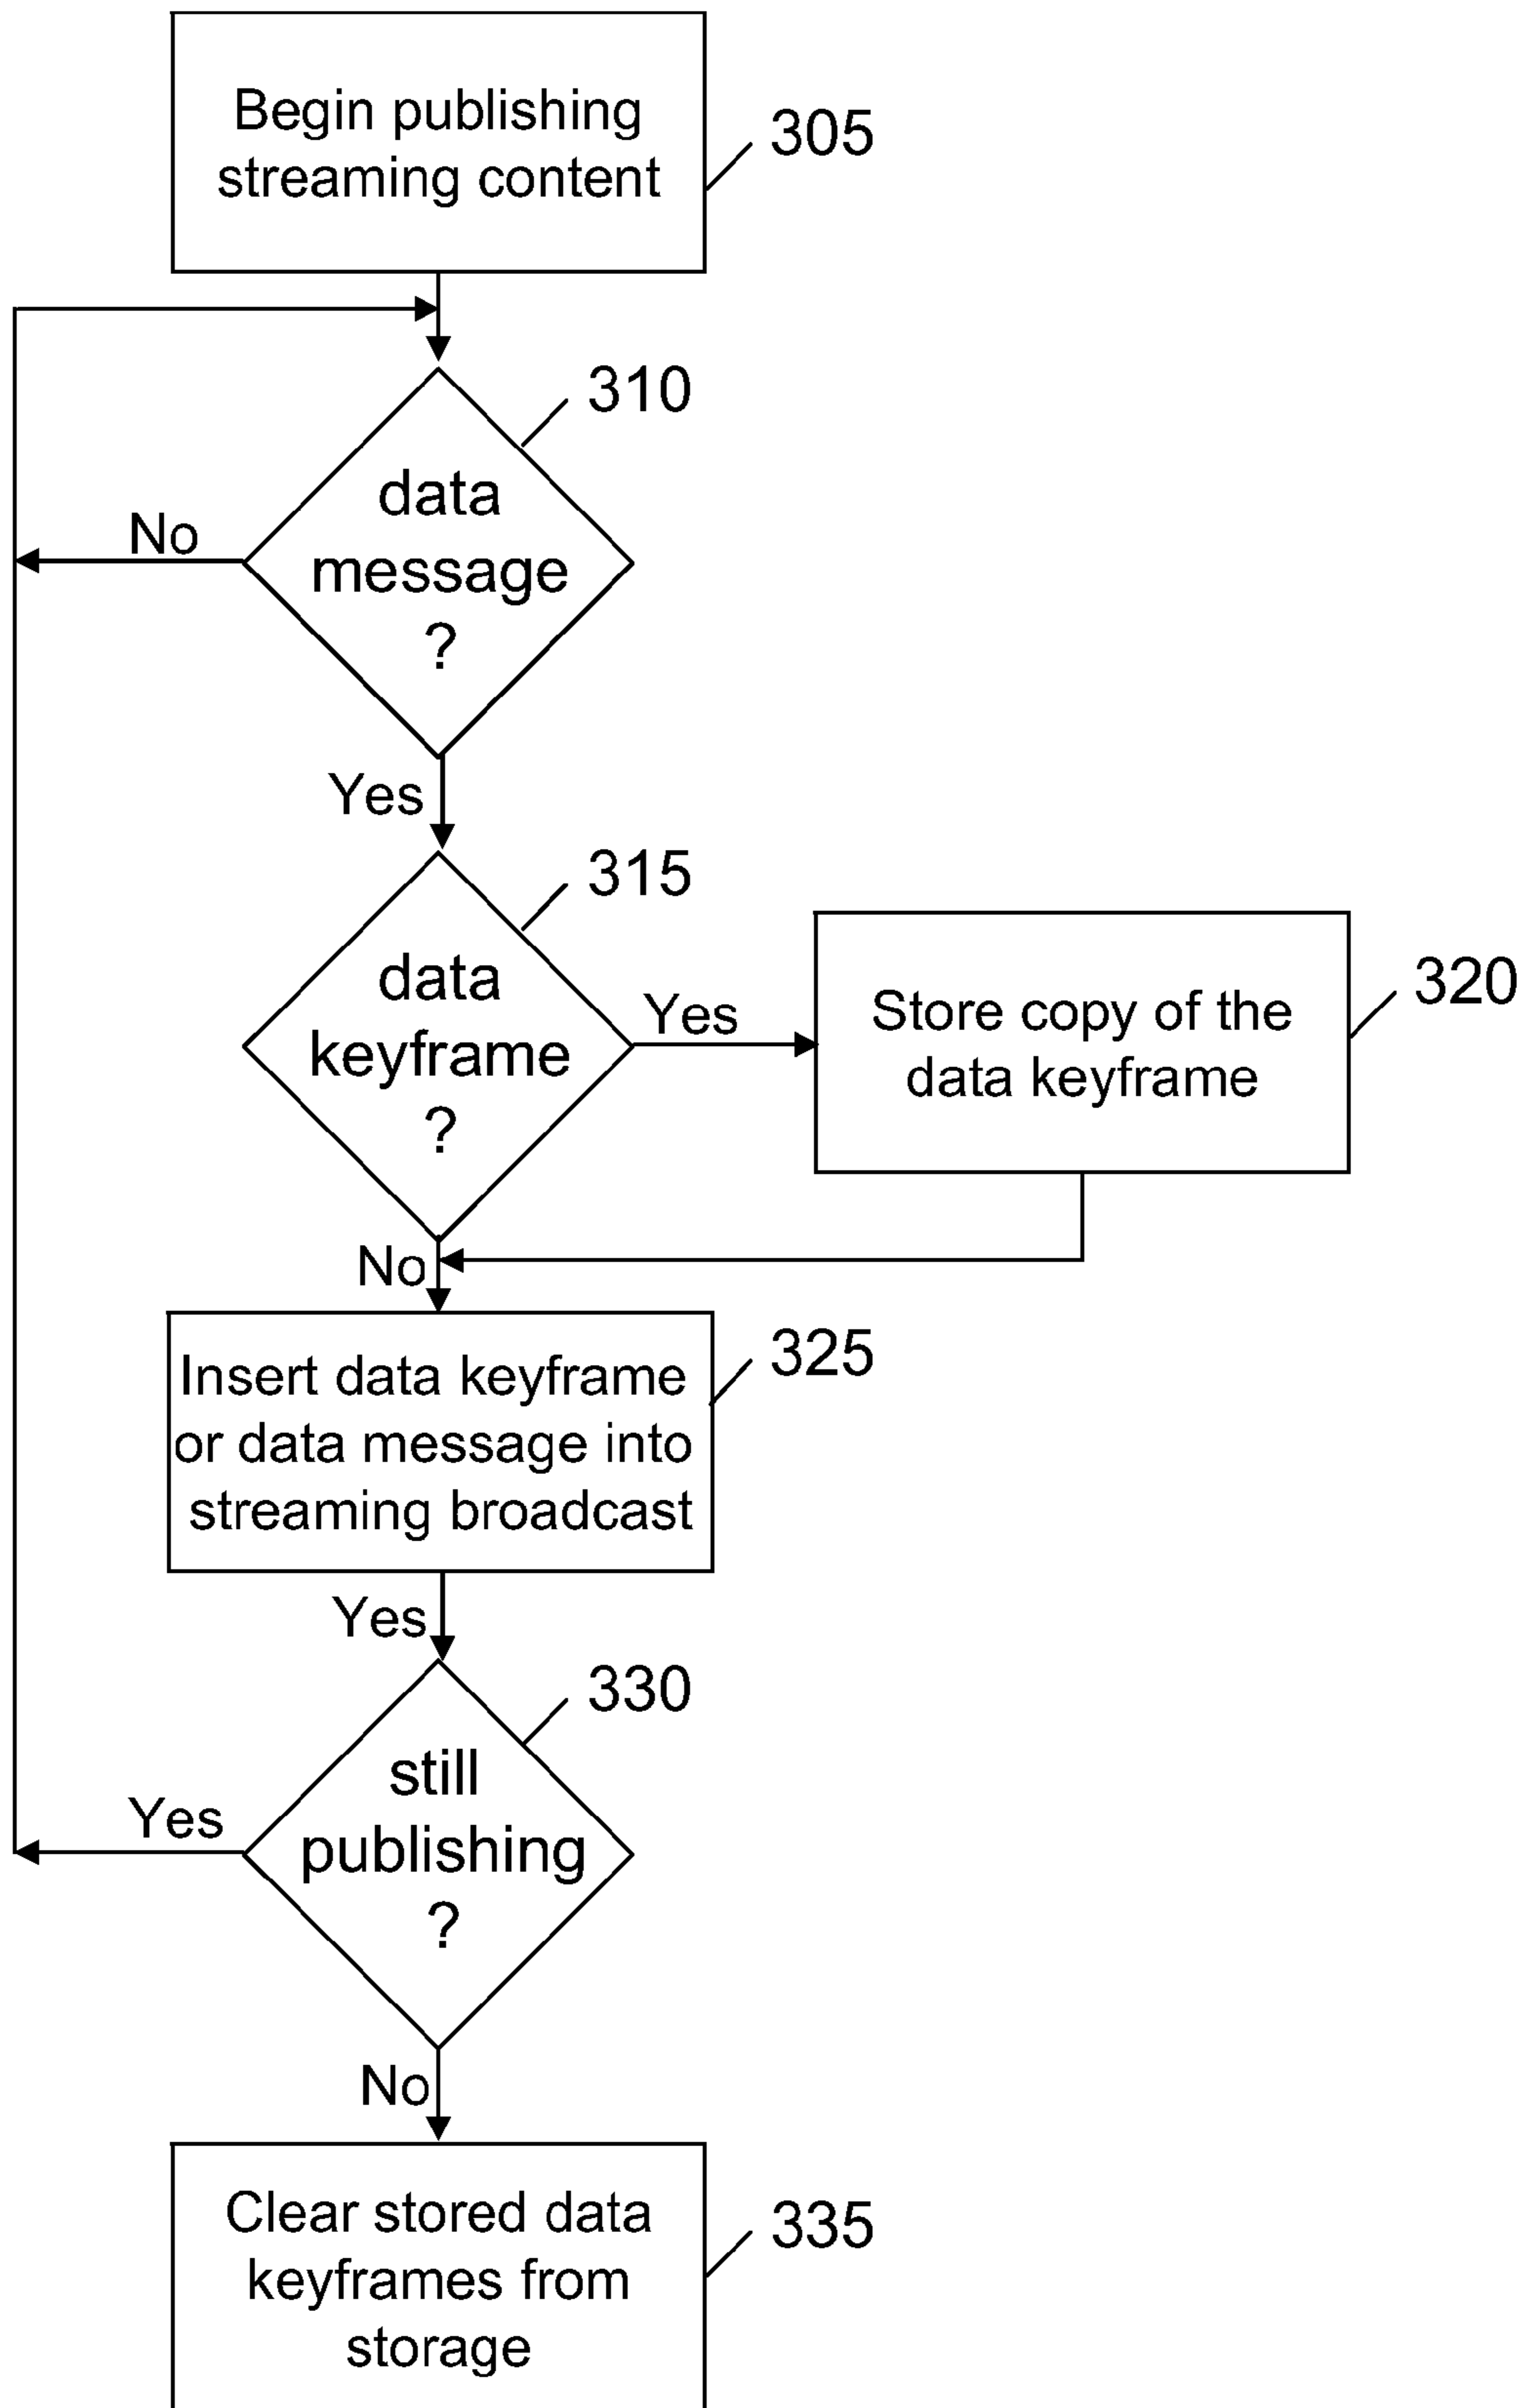 Begin publishing
streaming content
305
310
data
message
?
No
Yes
315
data
keyframe
?
Yes
320
Store copy of the
data keyframe
No
325
Insert data keyframe
or data message into
streaming broadcast
Yes
330
still
publishing
?
Yes
No
335
Clear stored data
keyframes from
storage